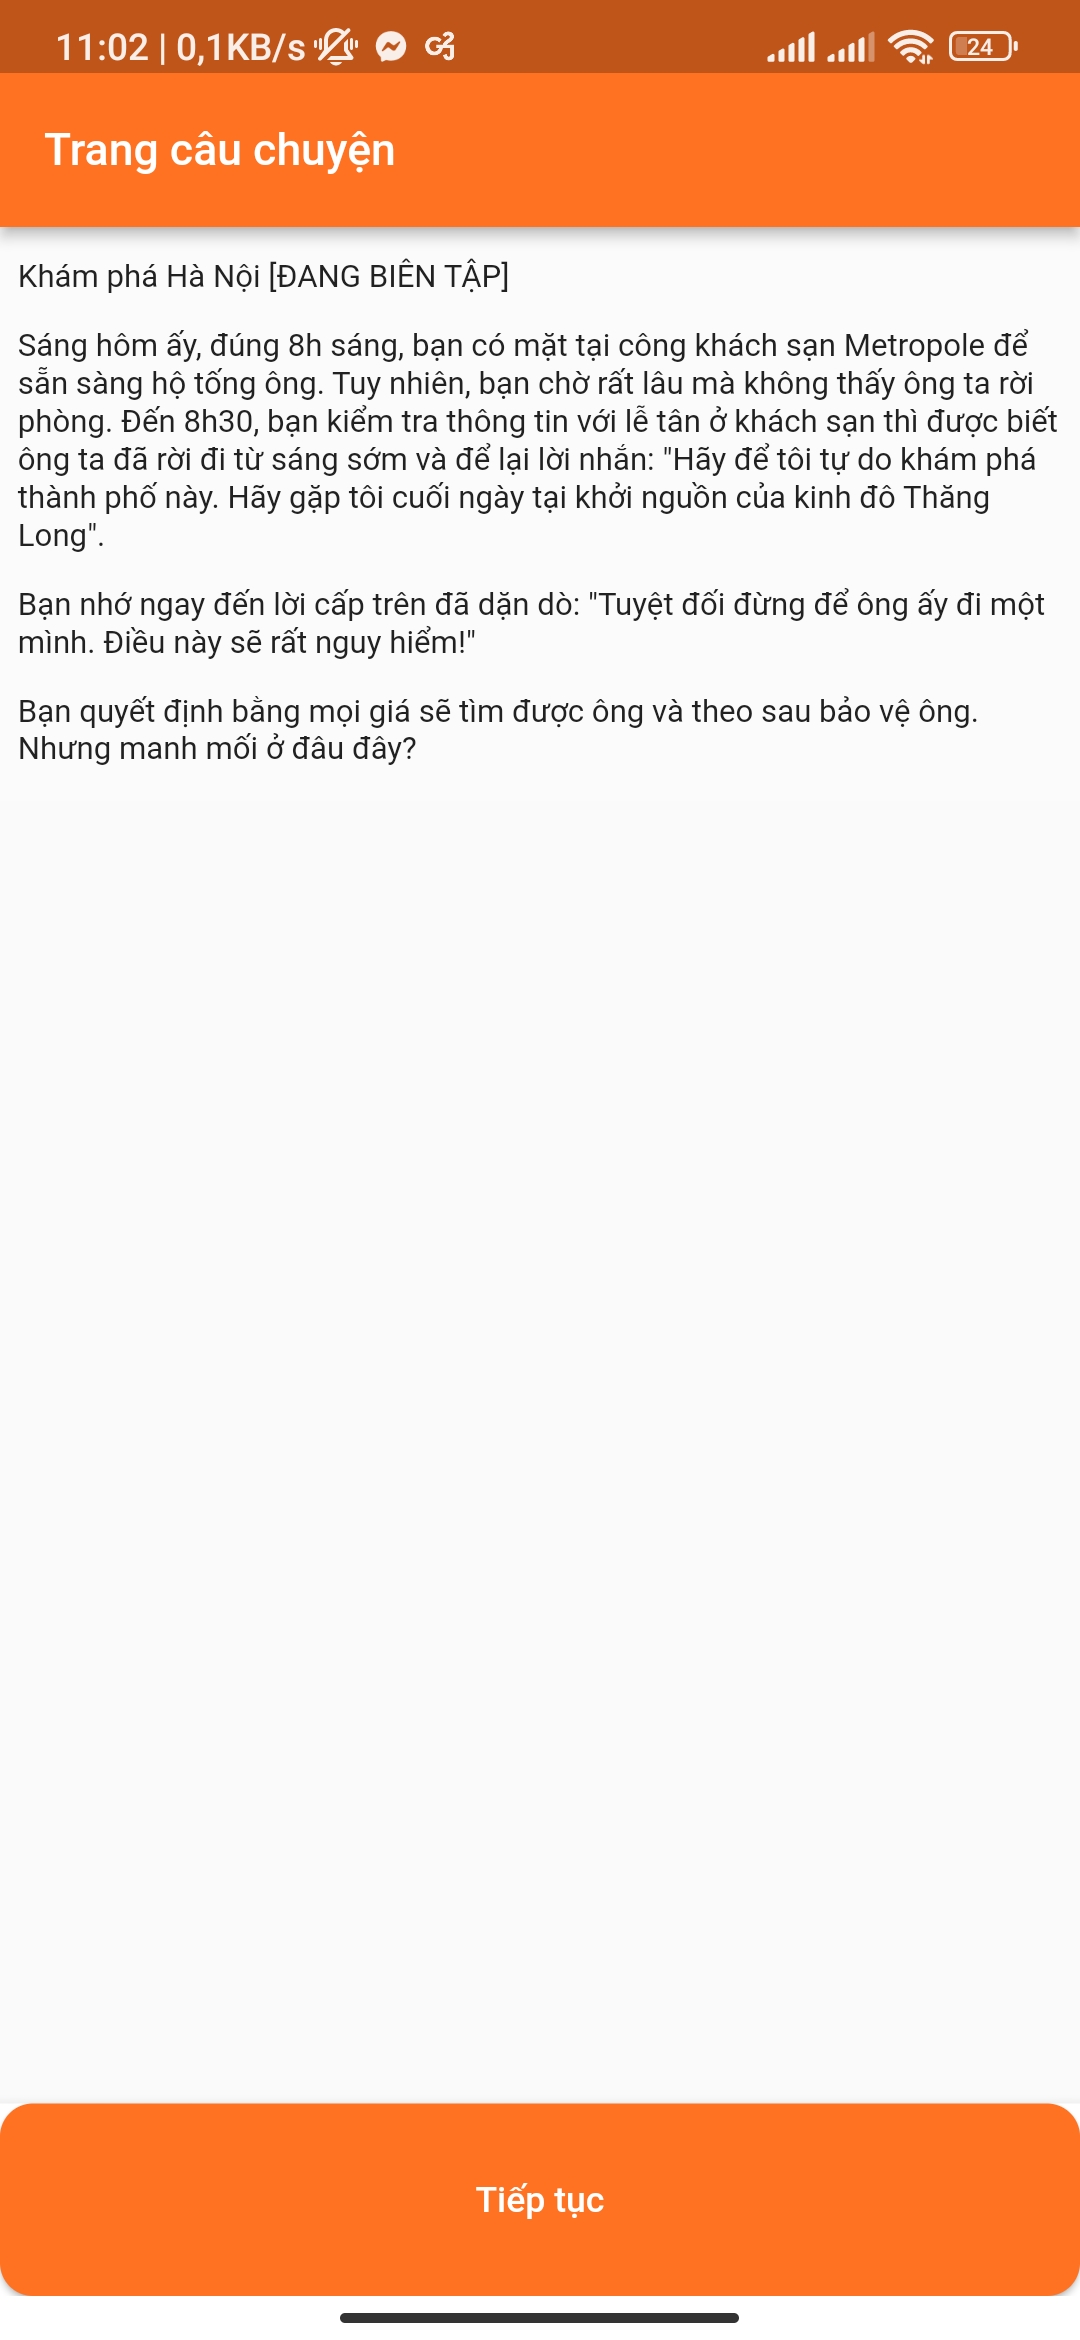 11:02 | 0,1KB/s
24
Trang câu chuyện
Khám phá Hà Nội [ĐANG BIÊN TẬP]
Sáng hôm ấy, đúng 8h sáng, bạn có mặt tại công khách sạn Metropole để
sẵn sàng hộ tống ông. Tuy nhiên, bạn chờ rất lâu mà không thấy ông ta rời
phòng. Đến 8h30, bạn kiểm tra thông tin với lễ tân ở khách sạn thì được biết
ông ta đã rời đi từ sáng sớm và để lại lời nhắn: "Hãy để tôi tự do khám phá
thành phố này. Hãy gặp tôi cuối ngày tại khởi nguồn của kinh đô Thăng
Long".
Bạn nhớ ngay đến lời cấp trên đã dặn dò: "Tuyệt đối đừng để ông ấy đi một
mình. Điều này sẽ rất nguy hiểm!"
Bạn quyết định bằng mọi giá sẽ tìm được ông và theo sau bảo vệ ông.
Nhưng manh mối ở đâu đây?
Tiếp tục